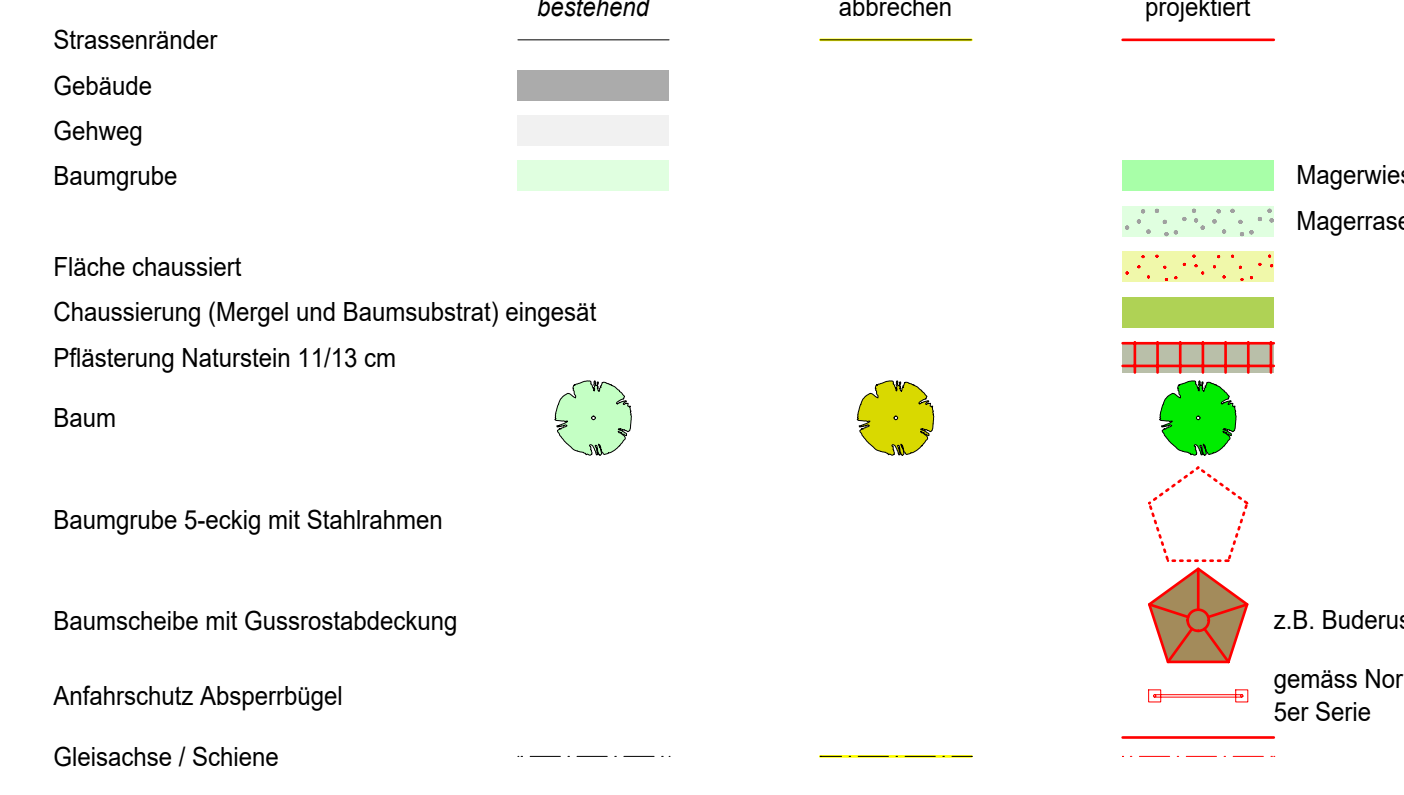 bestehend abbrechen projektiert
Strassenränder
Gebäude
Gehweg
Baumgrube Magerwies
Magerrase
Fläche chaussiert
Chaussierung (Mergel und Baumsubstrat) eingesät
Pflästerung Naturstein 11/13 cm
Baum
Baumgrube 5-eckig mit Stahlrahmen
Baumscheibe mit Gussrostabdeckung z.B. Buderus
Anfahrschutz Absperrbügel gemäss Nor
5er Serie
Gleisachse / Schiene